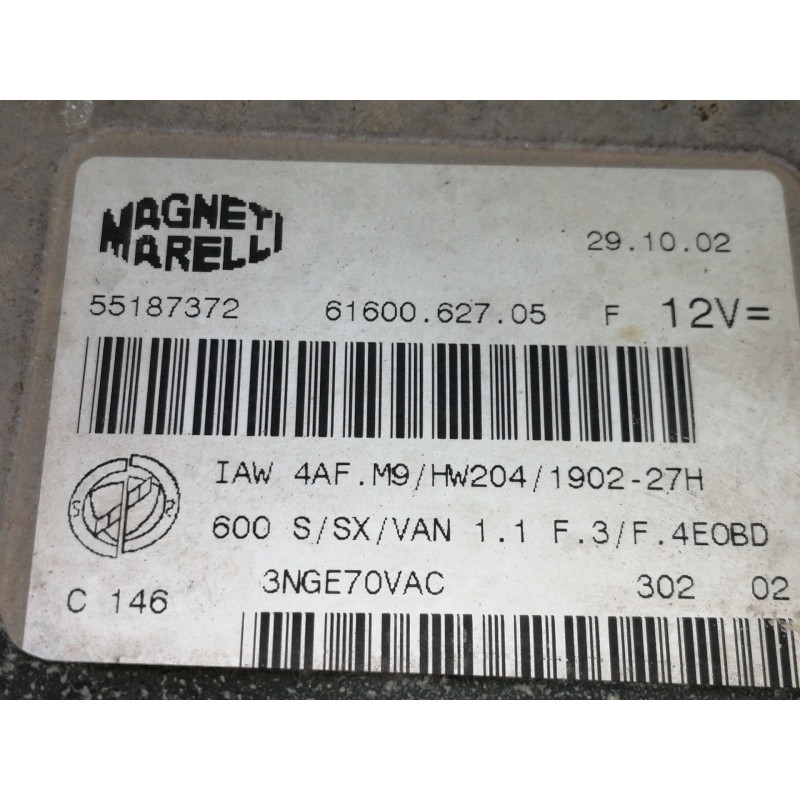 MAGNETI
MARELLI
29.10.02
55187372 61600.627.05 F 12V=
IAW 4AF.M9/HW204/1902-27H
S R
600 S/SX/VAN 1.1 F.3/F.4EOBD
3NGE70VAC 302 02
C 146